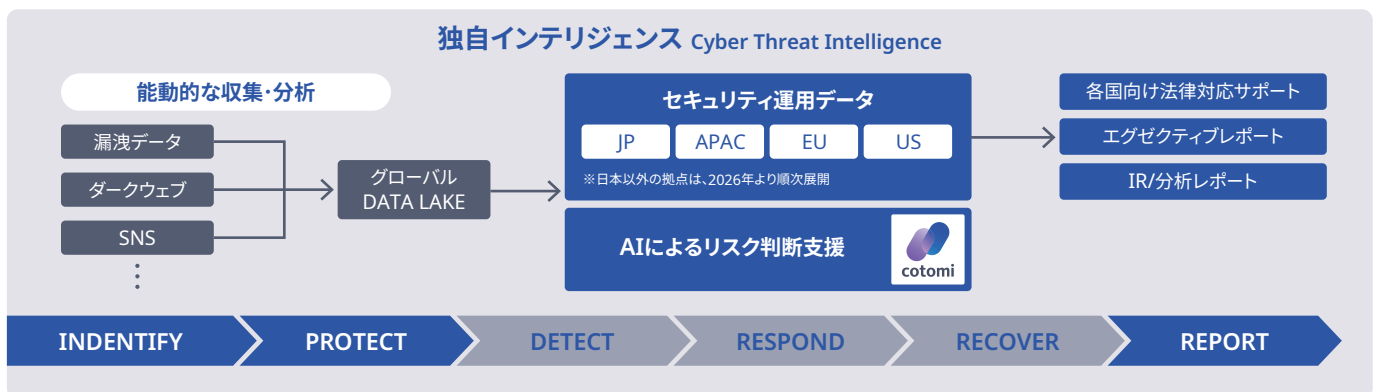 独自インテリジェンス Cyber Threat Intelligence
能動的な収集・分析
漏洩データ
ダークウェブ
SNS
グローバル
DATA LAKE
セキュリティ運用データ
JP
APAC
EU
US
※日本以外の拠点は、2026年より順次展開
AIによるリスク判断支援
cotomi
各国向け法律対応サポート
エグゼクティブレポート
IR/分析レポート
INDENTIFY
PROTECT
DETECT
RESPOND
RECOVER
REPORT